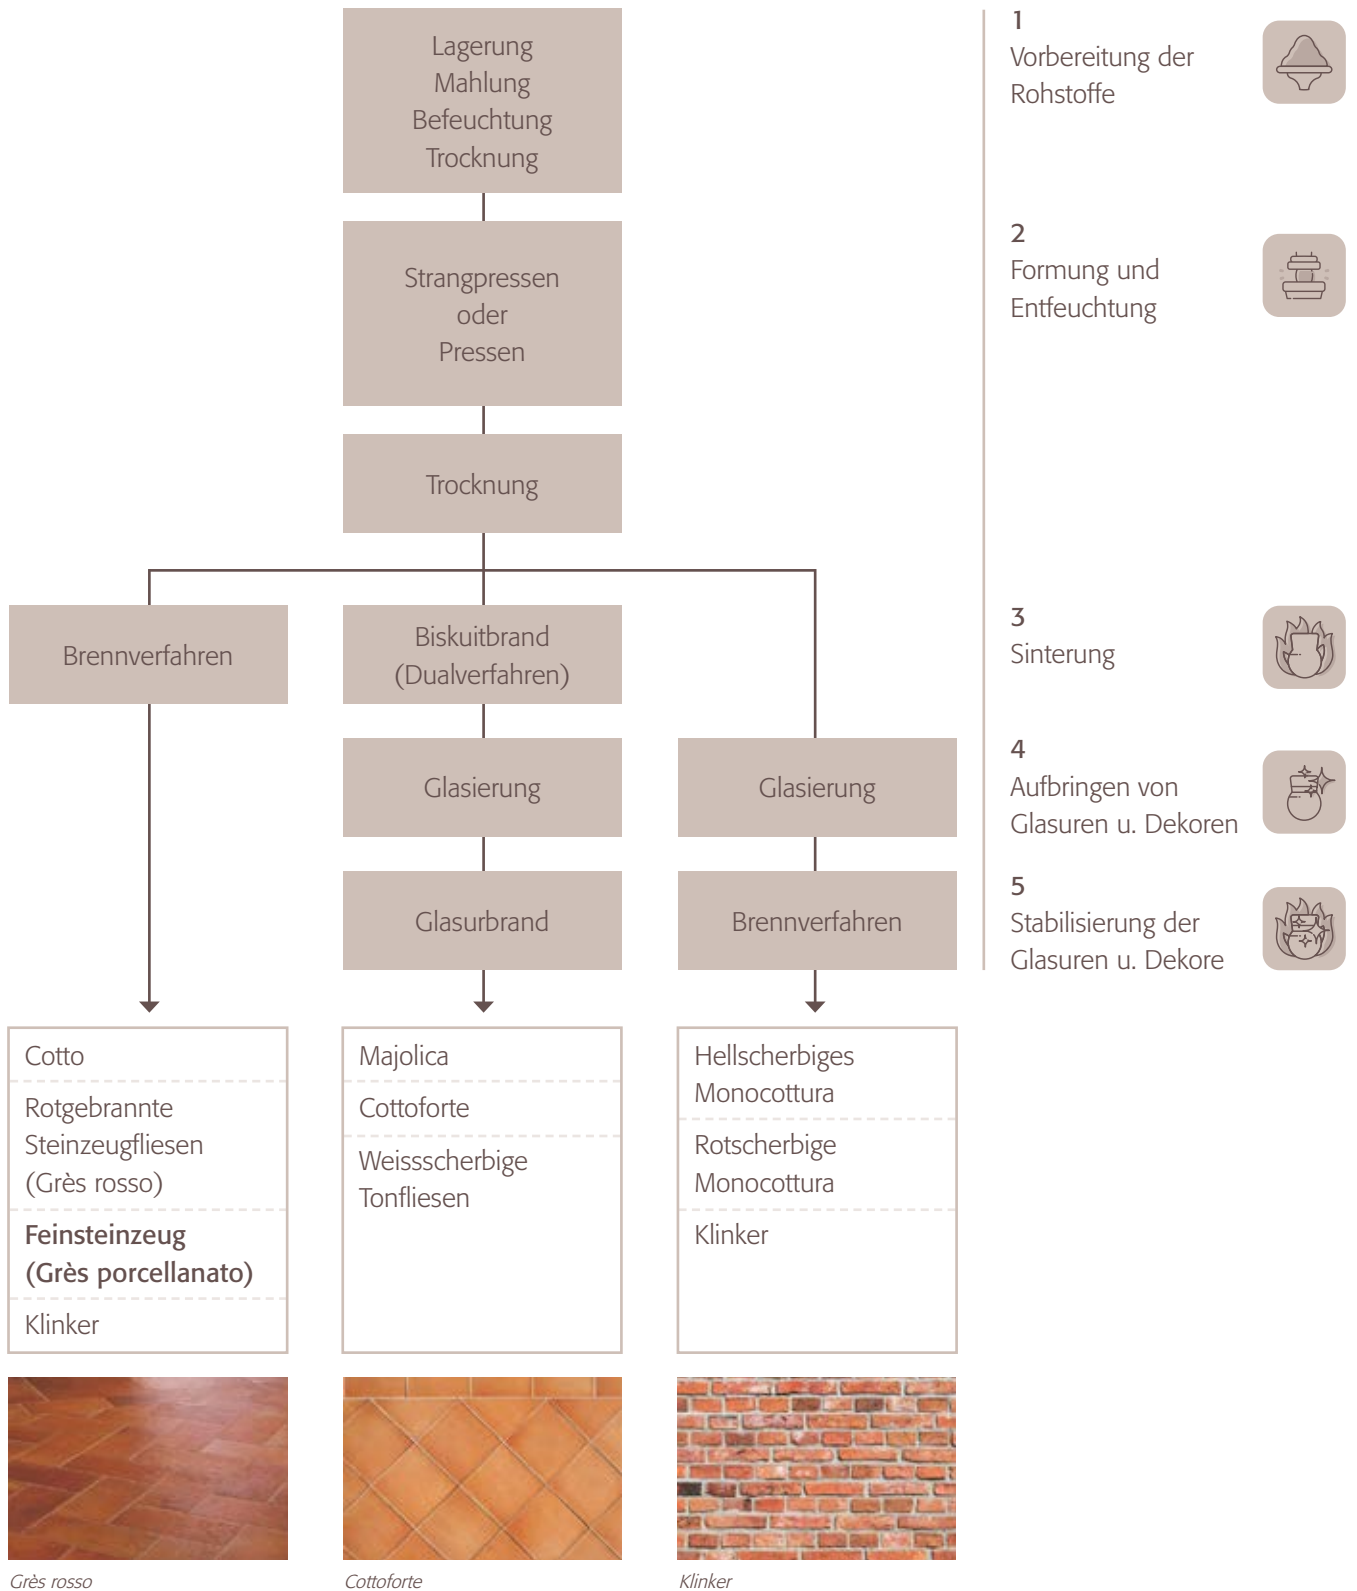 Lagerung
Mahlung
Befeuchtung
Trocknung
1
Vorbereitung der
Rohstoffe
Strangpressen
oder
Pressen
2
Formung und
Entfeuchtung
Trocknung
Brennverfahren
Biskuitbrand
(Dualverfahren)
3
Sinterung
Glasierung
Glasierung
4
Aufbringen von
Glasuren u. Dekoren
Glasurbrand
Brennverfahren
5
Stabilisierung der
Glasuren u. Dekore
Cotto
Rotgebrannte
Steinzeugfliesen
(Grès rosso)
Feinsteinzeug
(Grès porcellanato)
Klinker
Majolica
Cottoforte
Weissscherbige
Tonfliesen
Hellscherbiges
Monocottura
Rotscherbige
Monocottura
Klinker
Grès rosso
Cottoforte
Klinker